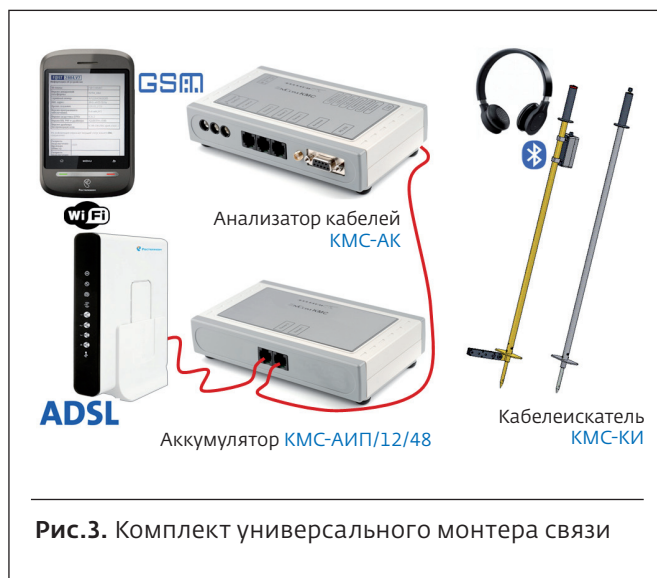 GSM
WiFi
Анализатор кабелей
КМС-АК
ADSL
Аккумулятор КМС-АИП/12/48
Кабелеискатель
КМС-КИ
Рис.3. Комплект универсального монтера связи